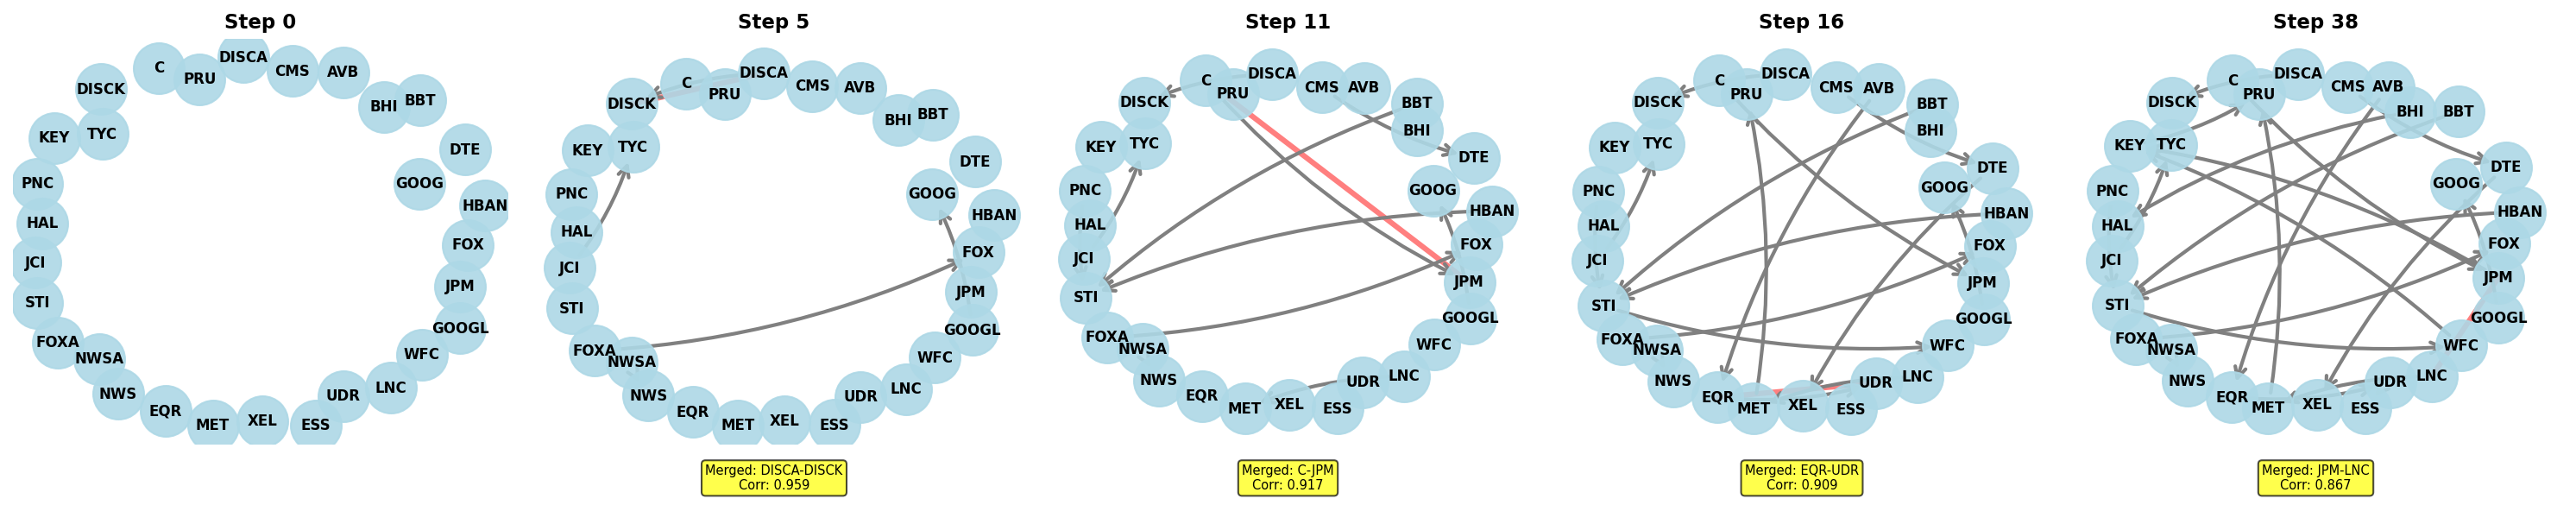 Step 0
DISCA
C
PRU
CMS
AVB
DISCK
BHI
BBT
KEY
TYC
DTE
PNC
GOOG
HAL
HBAN
FOX
JCI
JPM
STI
GOOGL
FOXA
NWSA
WFC
NWS
LNC
UDR
EQR
MET
XEL
ESS
Step 5
DISCA
C
PRU
CMS
AVB
DISCK
BHI
BBT
KEY
TYC
DTE
PNC
GOOG
HAL
HBAN
FOX
JCI
JPM
STI
GOOGL
FOXA
NWSA
WFC
NWS
LNC
UDR
EQR
MET
XEL
ESS
Merged: DISCA-DISCK
Corr: 0.959
Step 11
DISCA
C
PRU
CMS
AVB
DISCK
BBT
BHI
KEY
TYC
DTE
PNC
GOOG
HAL
HBAN
FOX
JCI
JPM
STI
GOOGL
FOXA
NWSA
WFC
NWS
LNC
UDR
EQR
MET
XEL
ESS
Merged: C-JPM
Corr: 0.917
Step 16
DISCA
C
PRU
CMS
AVB
DISCK
BBT
BHI
KEY
TYC
DTE
PNC
GOOG
HAL
HBAN
FOX
JCI
JPM
STI
GOOGL
FOXA
NWSA
WFC
NWS
LNC
UDR
EQR
MET
XEL
ESS
Merged: EQR-UDR
Corr: 0.909
Step 38
DISCA
C
PRU
CMS
AVB
DISCK
BHI
BBT
KEY
TYC
DTE
PNC
GOOG
HAL
HBAN
FOX
JCI
JPM
STI
GOOGL
FOXA
NWSA
WFC
NWS
LNC
UDR
EQR
MET
XEL
ESS
Merged: JPM-LNC
Corr: 0.867